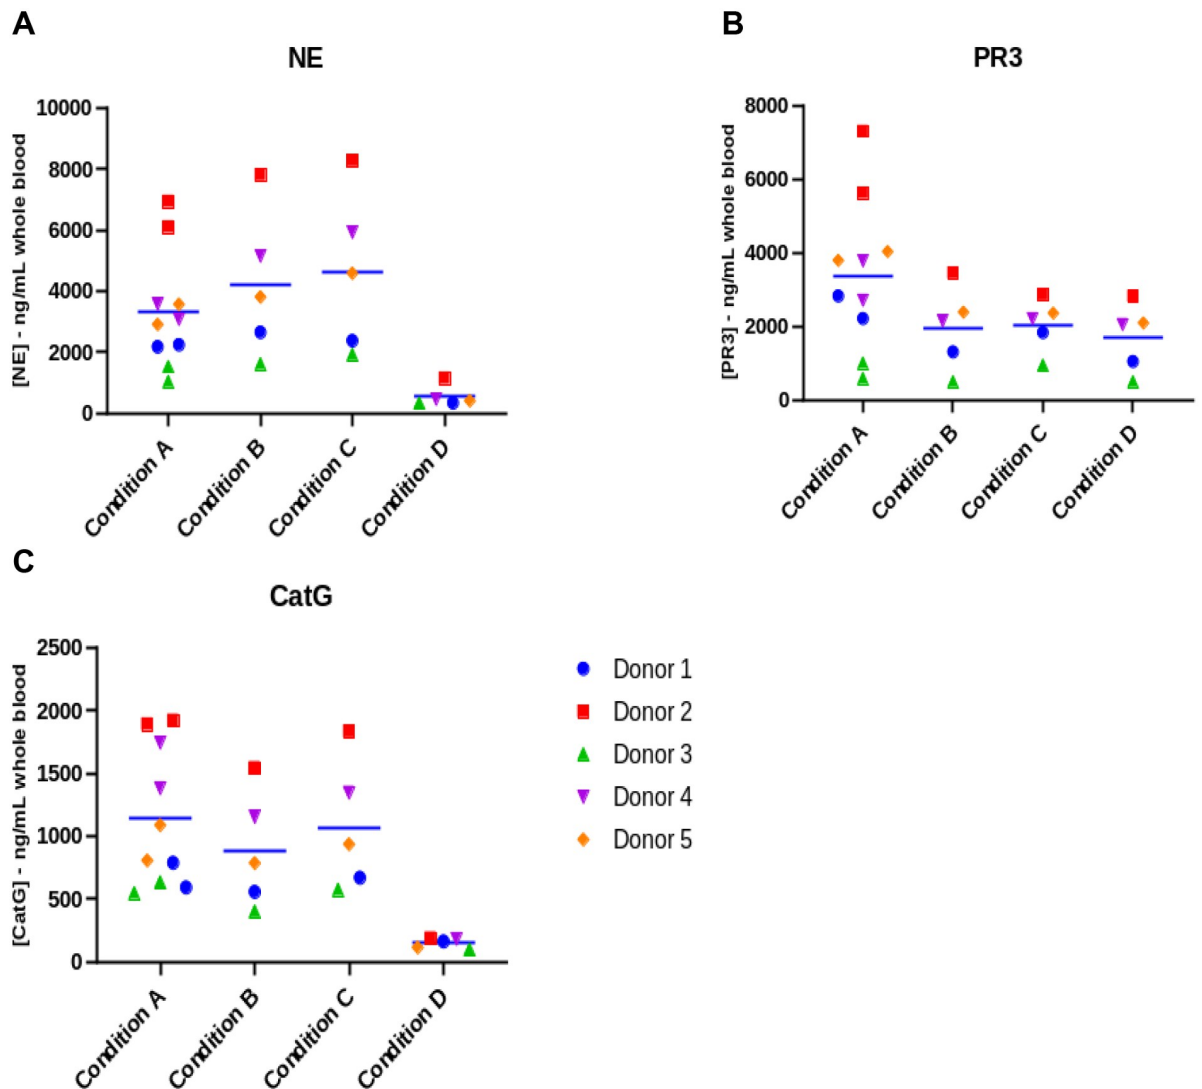 A
NE
[NE] - ng/mL whole blood
10000
8000
6000
4000
2000
0
Condition A
Condition B
Condition C
Condition D
B
PR3
[PR3] - ng/mL whole blood
8000
6000
4000
2000
0
Condition A
Condition B
Condition C
Condition D
C
CatG
[CatG] - ng/mL whole blood
2500
2000
1500
1000
500
0
Condition A
Condition B
Condition C
Condition D
Donor 1
Donor 2
Donor 3
Donor 4
Donor 5